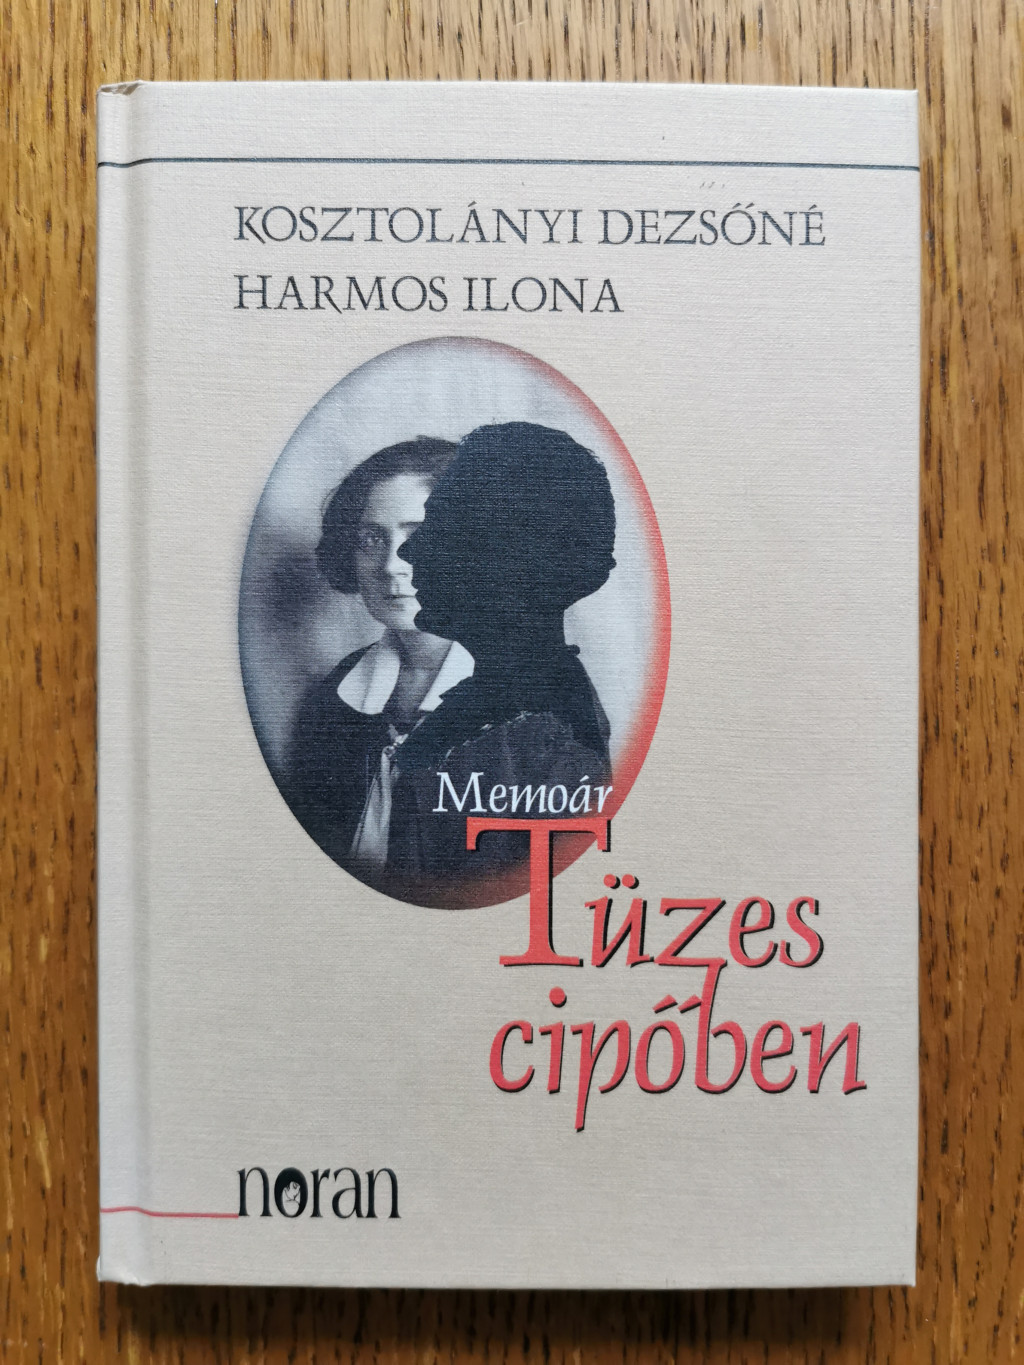 KOSZTOLÁNYI DEZSŐNÉ
HARMOS ILONA
Memoár
Tüzes
cipőben
noran